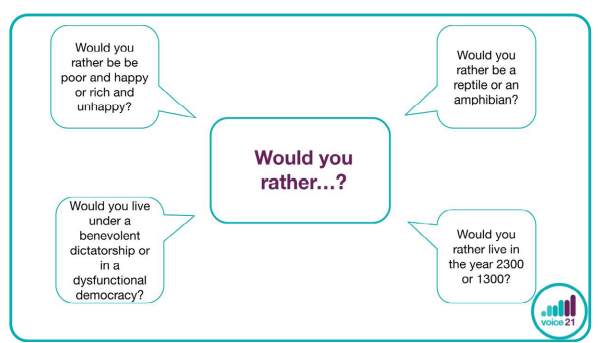 Would you
rather be be
poor and happy
or rich and
unhappy?
Would you
rather be a
reptile or an
amphibian?
Would you
rather…?
Would you live
under a
benevolent
dictatorship or
in a
dysfunctional
democracy?
Would you
rather live in
the year 2300
or 1300?
voice 21